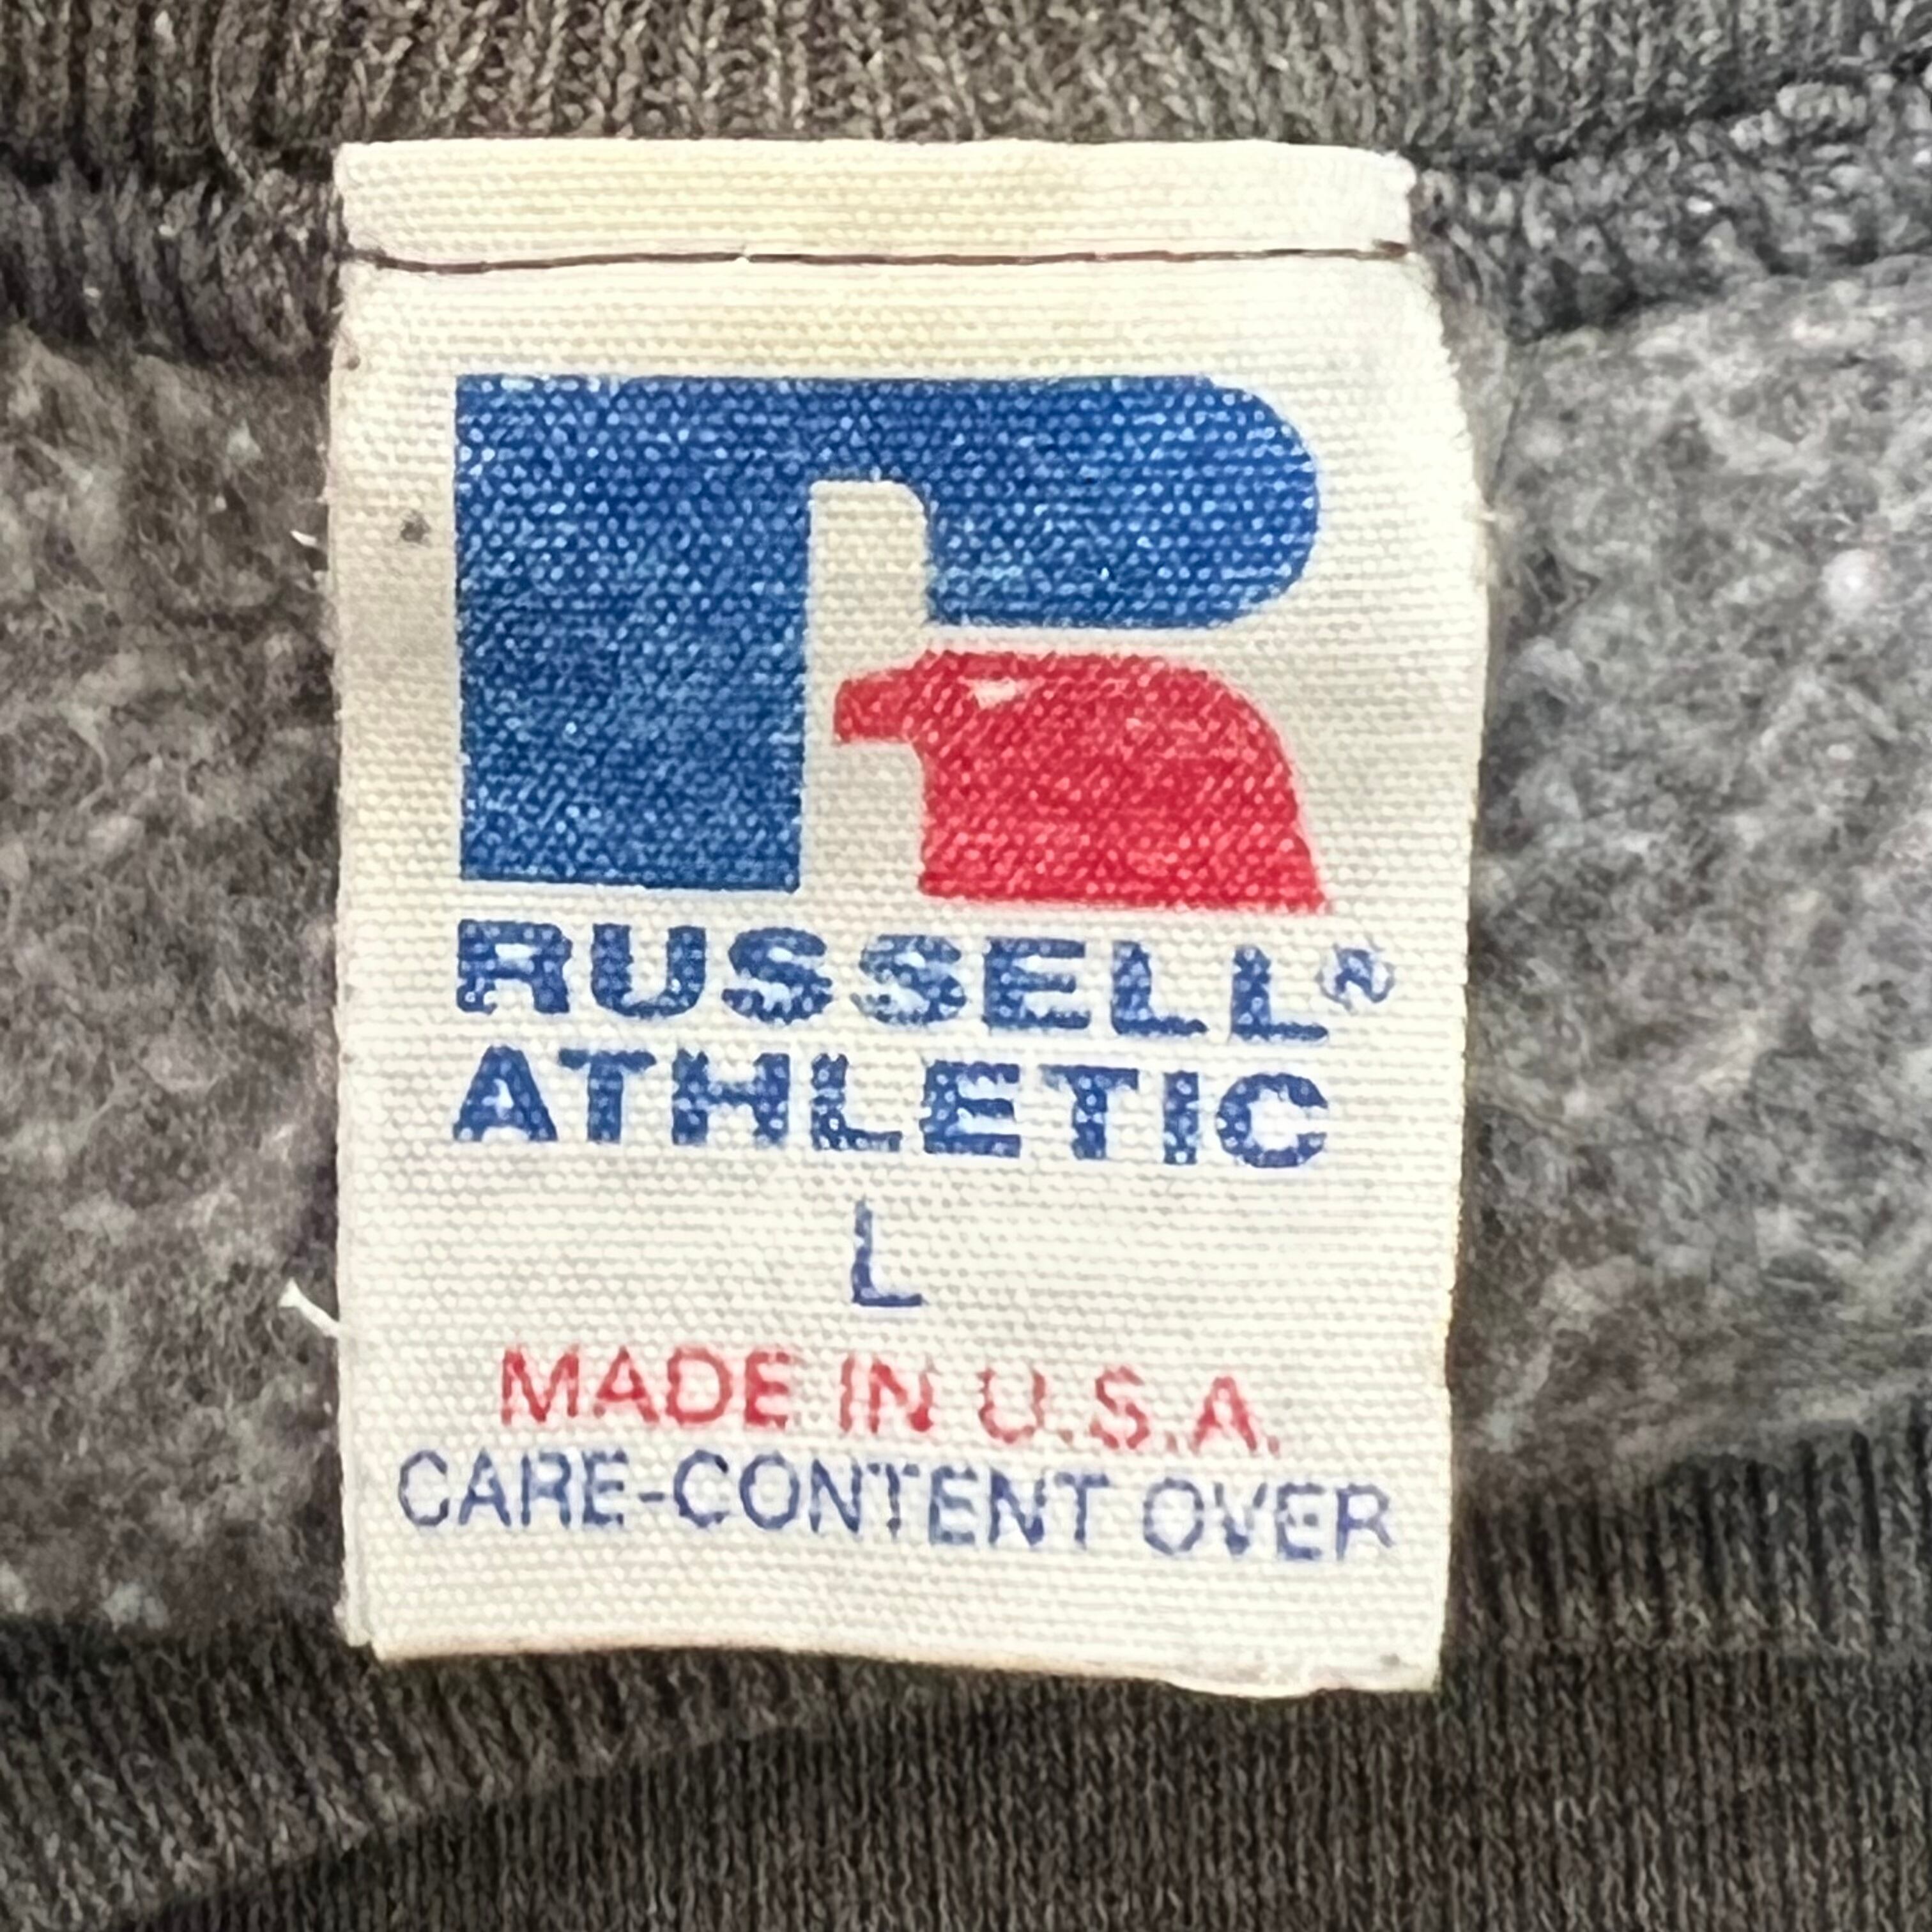 RUSSELL®
ATHLETIC
L
MADE IN U.S.A.
CARE-CONTENT OVER